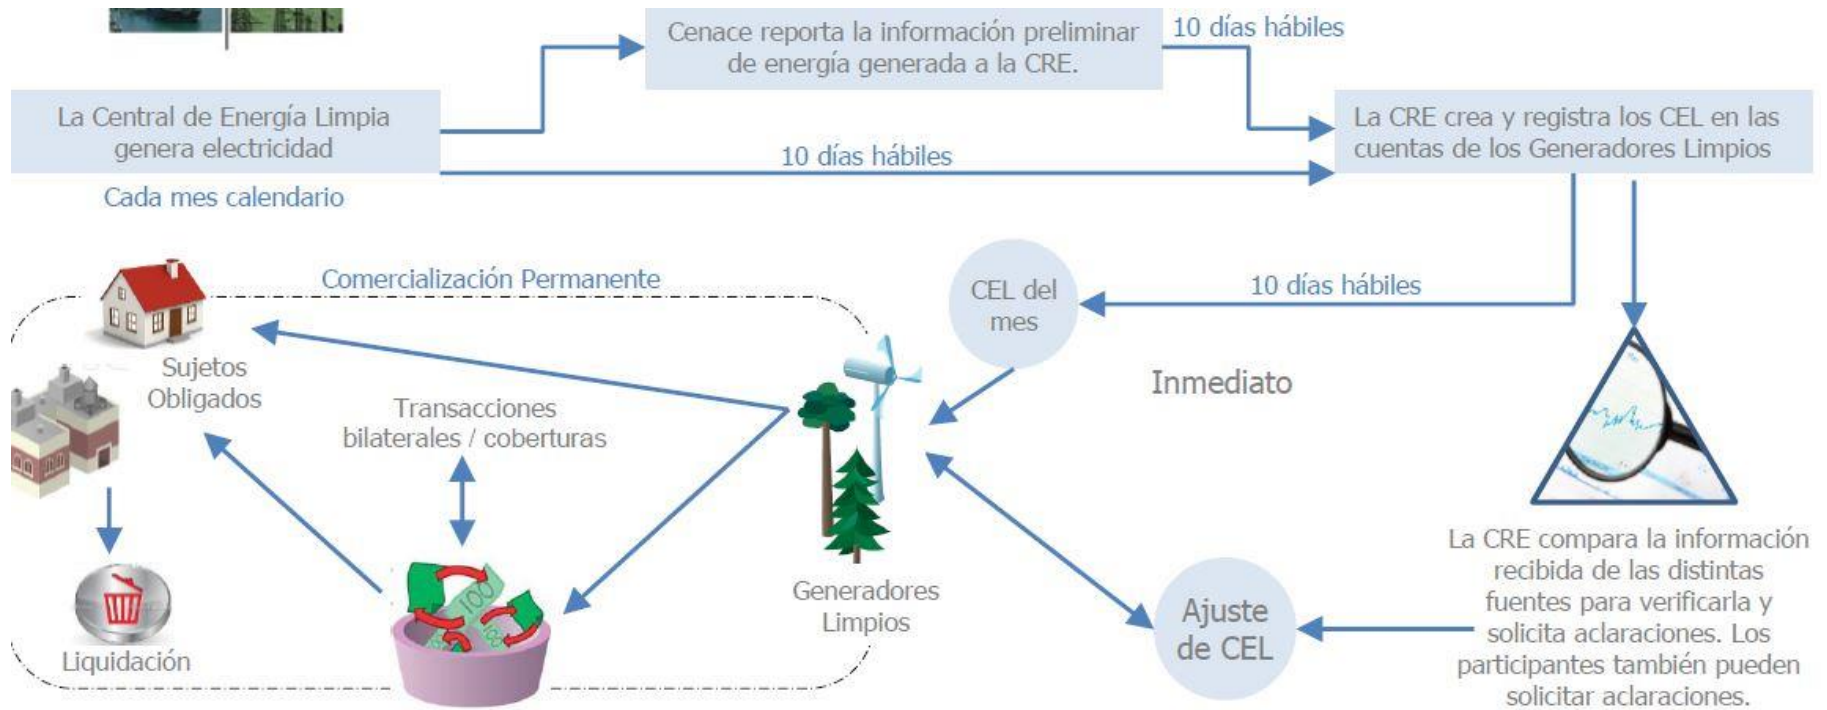 Cenace reporta la información preliminar
de energía generada a la CRE.
10 días hábiles
La Central de Energía Limpia
genera electricidad
La CRE crea y registra los CEL en las
cuentas de los Generadores Limpios
10 días hábiles
Cada mes calendario
Comercialización Permanente
CEL del
mes
10 días hábiles
Sujetos
Obligados
Inmediato
Transacciones
bilaterales / coberturas
100
Generadores
Limpios
La CRE compara la información
recibida de las distintas
fuentes para verificarla y
solicita aclaraciones. Los
participantes también pueden
solicitar aclaraciones.
Ajuste
de CEL
Liquidación